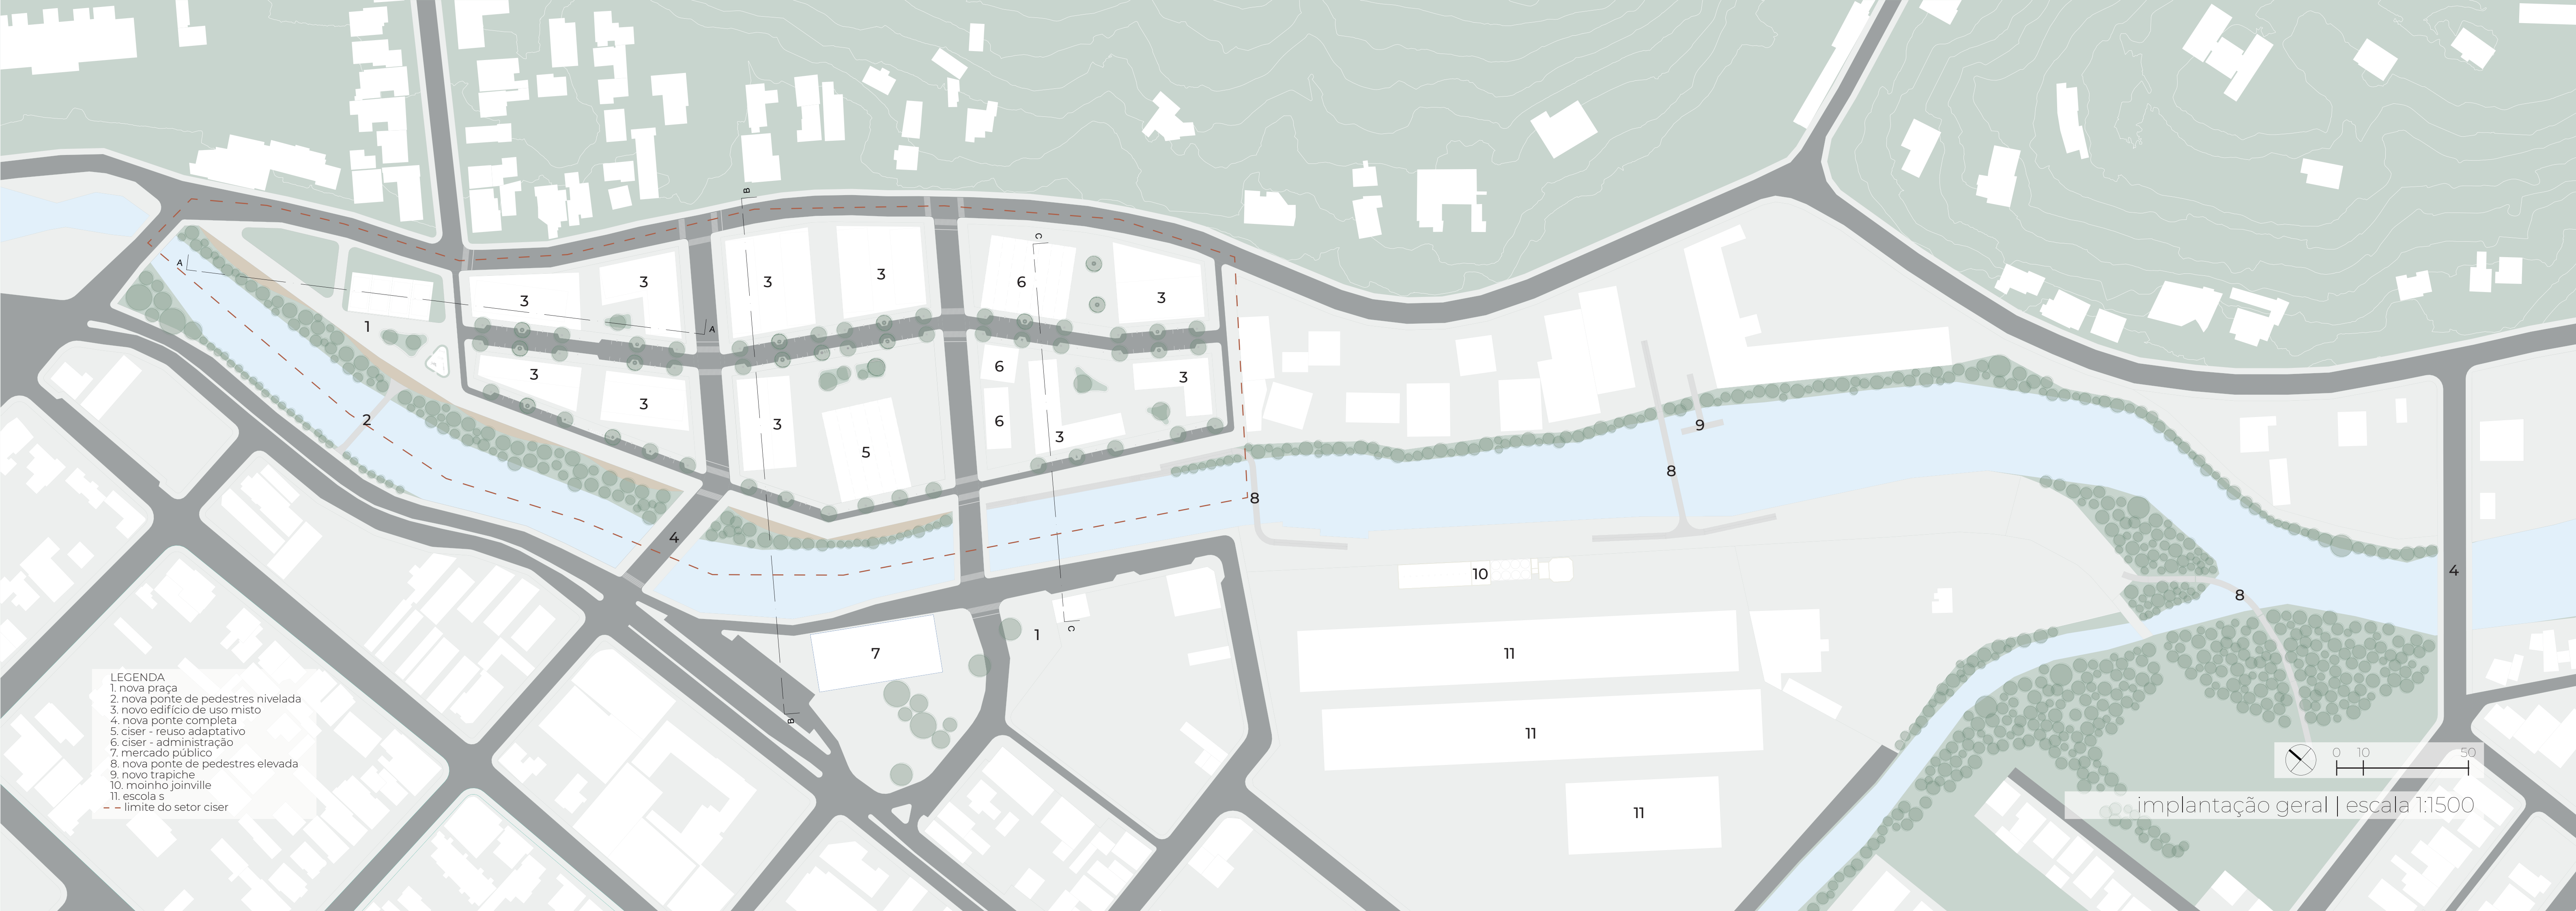 B
C
A
6
3
3
3
3
3
3
1
A
6
3
3
3
2
9
3
6
3
5
8
8
4
10
4
8
1
C
7
11
LEGENDA
1. nova praça
2. nova ponte de pedestres nivelada
3. novo edifício de uso misto
4. nova ponte completa
5. ciser - reuso adaptativo
6. ciser - administração
7. mercado público
8. nova ponte de pedestres elevada
9. novo trapiche
10. moinho joinville
11. escola s
limite do setor ciser
B
11
0 10 50
implantação geral | escala 1:1500
11